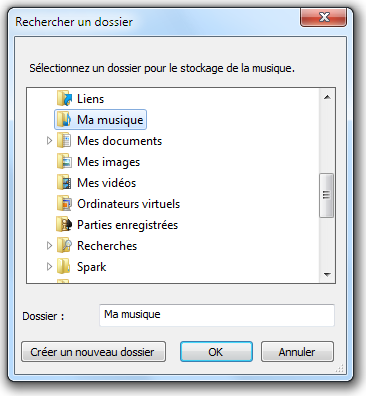 Rechercher un dossier
Sélectionnez un dossier pour le stockage de la musique.
Liens
Ma musique
Mes documents
Mes images
Mes vidéos
Ordinateurs virtuels
Parties enregistrées
Recherches
Spark
Dossier : Ma musique
Créer un nouveau dossier OK Annuler